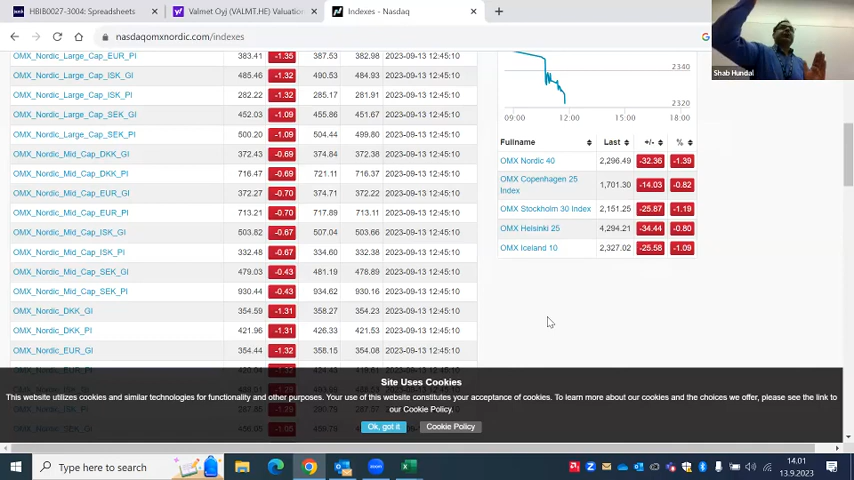 HBIB0027-3004: Spreadsheets
Valmet Oyj (VALMT.HE) Valuation
Indexes - Nasdaq
nasdaqomxnordic.com/indexes
OMX_Nordic_Large_Cap_EUR_PI 383.41 -1.35 387.53 382.98 2023-09-13 12:45:10
OMX_Nordic_Large_Cap_ISK_GI 485.46 -1.32 490.53 484.93 2023-09-13 12:45:10
OMX_Nordic_Large_Cap_ISK_PI 282.22 -1.32 285.17 281.91 2023-09-13 12:45:10
OMX_Nordic_Large_Cap_SEK_GI 452.03 -1.09 455.86 451.67 2023-09-13 12:45:10
OMX_Nordic_Large_Cap_SEK_PI 500.20 -1.09 504.44 499.80 2023-09-13 12:45:10
OMX_Nordic_Mid_Cap_DKK_GI 372.43 -0.69 374.84 372.38 2023-09-13 12:45:10
OMX_Nordic_Mid_Cap_DKK_PI 716.47 -0.69 721.11 716.37 2023-09-13 12:45:10
OMX_Nordic_Mid_Cap_EUR_GI 372.27 -0.70 374.71 372.22 2023-09-13 12:45:10
OMX_Nordic_Mid_Cap_EUR_PI 713.21 -0.70 717.89 713.11 2023-09-13 12:45:10
OMX_Nordic_Mid_Cap_ISK_GI 503.82 -0.67 507.04 503.66 2023-09-13 12:45:10
OMX_Nordic_Mid_Cap_ISK_PI 332.48 -0.67 334.60 332.38 2023-09-13 12:45:10
OMX_Nordic_Mid_Cap_SEK_GI 479.03 -0.43 481.19 478.89 2023-09-13 12:45:10
OMX_Nordic_Mid_Cap_SEK_PI 930.44 -0.43 934.62 930.16 2023-09-13 12:45:10
OMX_Nordic_DKK_GI 354.59 -1.31 358.27 354.23 2023-09-13 12:45:10
OMX_Nordic_DKK_PI 421.96 -1.31 426.33 421.53 2023-09-13 12:45:10
OMX_Nordic_EUR_GI 354.44 -1.32 358.15 354.08 2023-09-13 12:45:10
2340
2320
09:00 12:00 15:00 18:00
Fullname Last +/- %
OMX Nordic 40 2,296.49 -32.36 -1.39
OMX Copenhagen 25 Index 1,701.30 -14.03 -0.82
OMX Stockholm 30 Index 2,151.25 -25.87 -1.19
OMX Helsinki 25 4,294.21 -34.44 -0.80
OMX Iceland 10 2,327.02 -25.58 -1.09
Shab Hundal
Site Uses Cookies
This website utilizes cookies and similar technologies for functionality and other purposes. Your use of this website constitutes your acceptance of cookies. To learn more about our cookies and the choices we offer, please see the link to
our Cookie Policy.
Ok, got it
Cookie Policy
Type here to search
14.01
13.9.2023